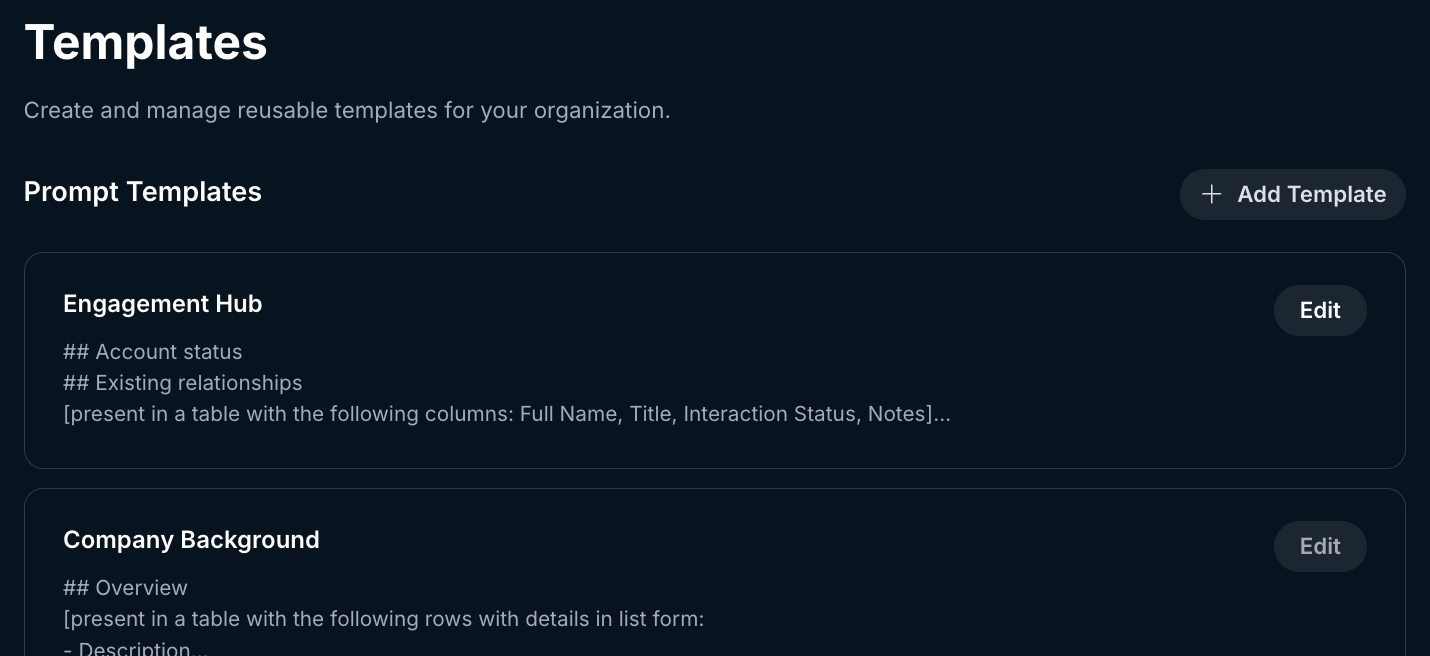 Templates
Create and manage reusable templates for your organization.
Prompt Templates
Add Template
Engagement Hub
Edit
## Account status
## Existing relationships
[present in a table with the following columns: Full Name, Title, Interaction Status, Notes]...
Company Background
Edit
## Overview
[present in a table with the following rows with details in list form:
- Description...